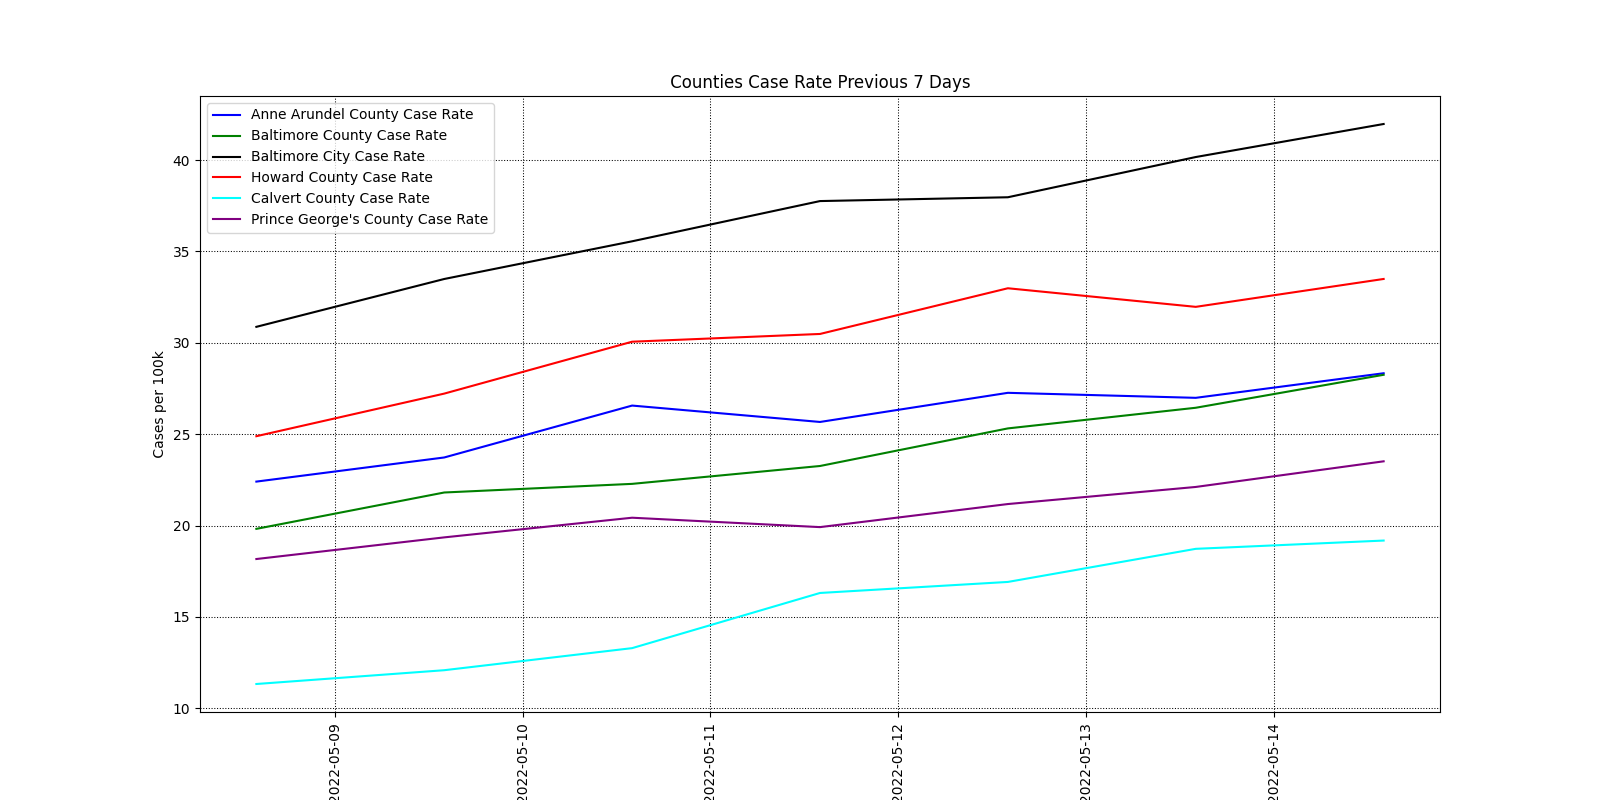 Counties Case Rate Previous 7 Days
Anne Arundel County Case Rate
Baltimore County Case Rate
Baltimore City Case Rate
Howard County Case Rate
Calvert County Case Rate
Prince George's County Case Rate
Cases per 100k
40
35
30
25
20
15
10
2022-05-09
2022-05-10
2022-05-11
2022-05-12
2022-05-13
2022-05-14